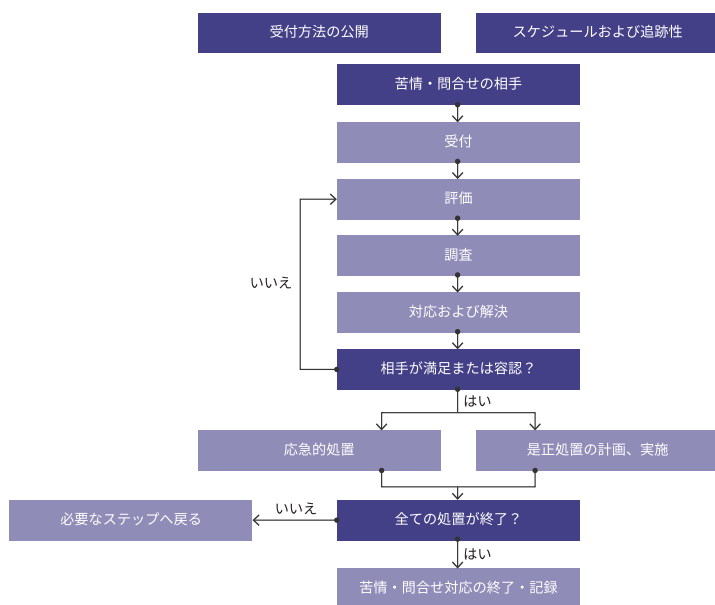 受付方法の公開
スケジュールおよび追跡性
苦情・問合せの相手
受付
評価
調査
いいえ
対応および解決
相手が満足または容認？
はい
応急的処置
是正処置の計画、実施
いいえ
必要なステップへ戻る
全ての処置が終了？
はい
苦情・問合せ対応の終了・記録